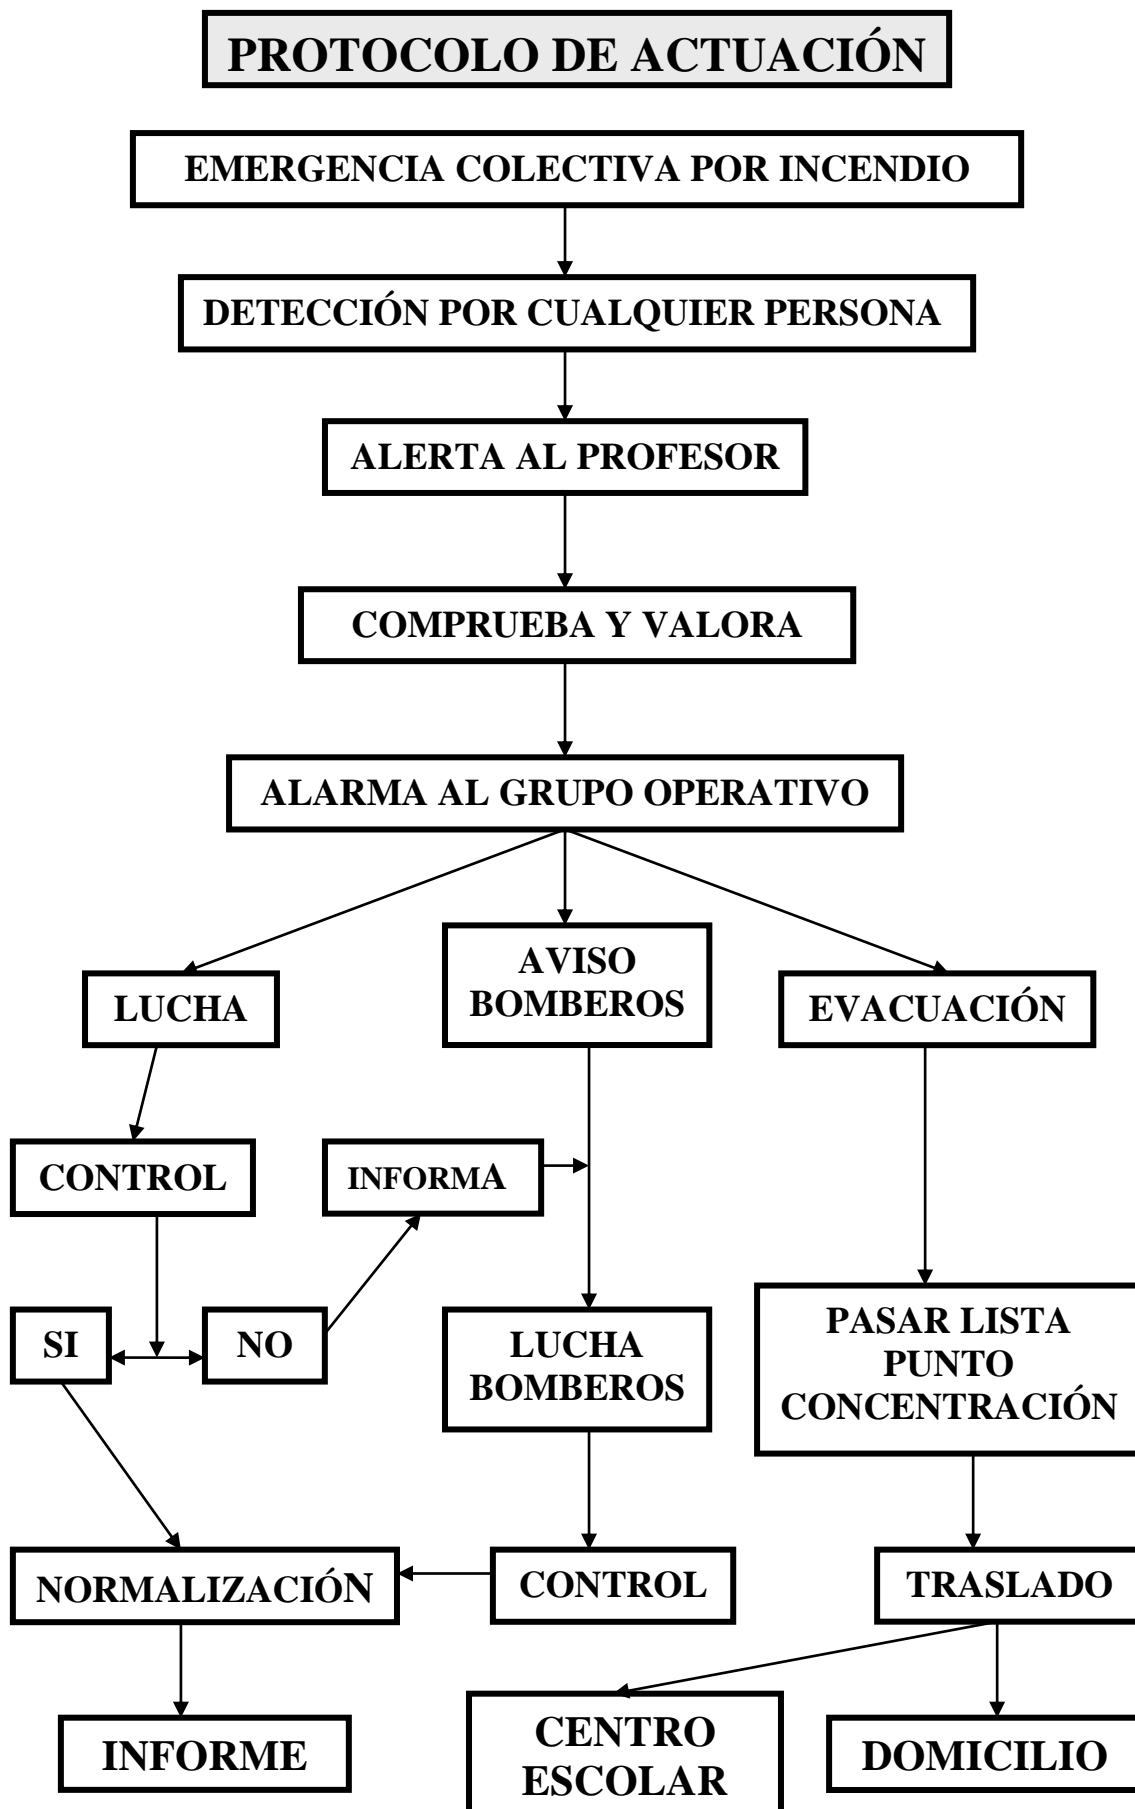 PROTOCOLO DE ACTUACIÓN
EMERGENCIA COLECTIVA POR INCENDIO
DETECCIÓN POR CUALQUIER PERSONA
ALERTA AL PROFESOR
COMPRUEBA Y VALORA
ALARMA AL GRUPO OPERATIVO
LUCHA
AVISO
BOMBEROS
EVACUACIÓN
CONTROL
INFORMA
SI
NO
LUCHA
BOMBEROS
PASAR LISTA
PUNTO
CONCENTRACIÓN
NORMALIZACIÓN
CONTROL
TRASLADO
INFORME
CENTRO
ESCOLAR
DOMICILIO